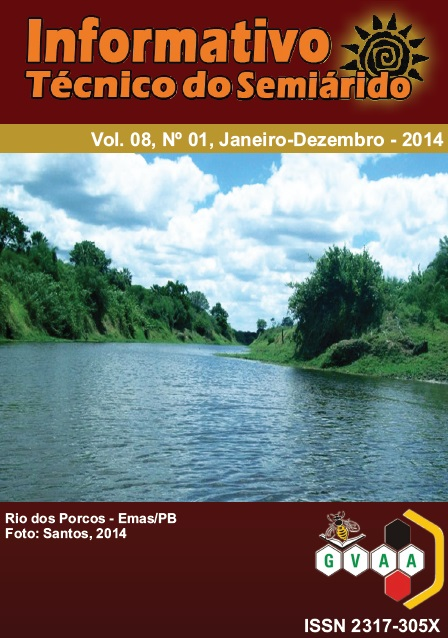 Informativo
Técnico do Semiárido
Vol. 08, Nº 01, Janeiro-Dezembro - 2014
Rio dos Porcos - Emas/PB
Foto: Santos, 2014
GVAA
ISSN 2317-305X